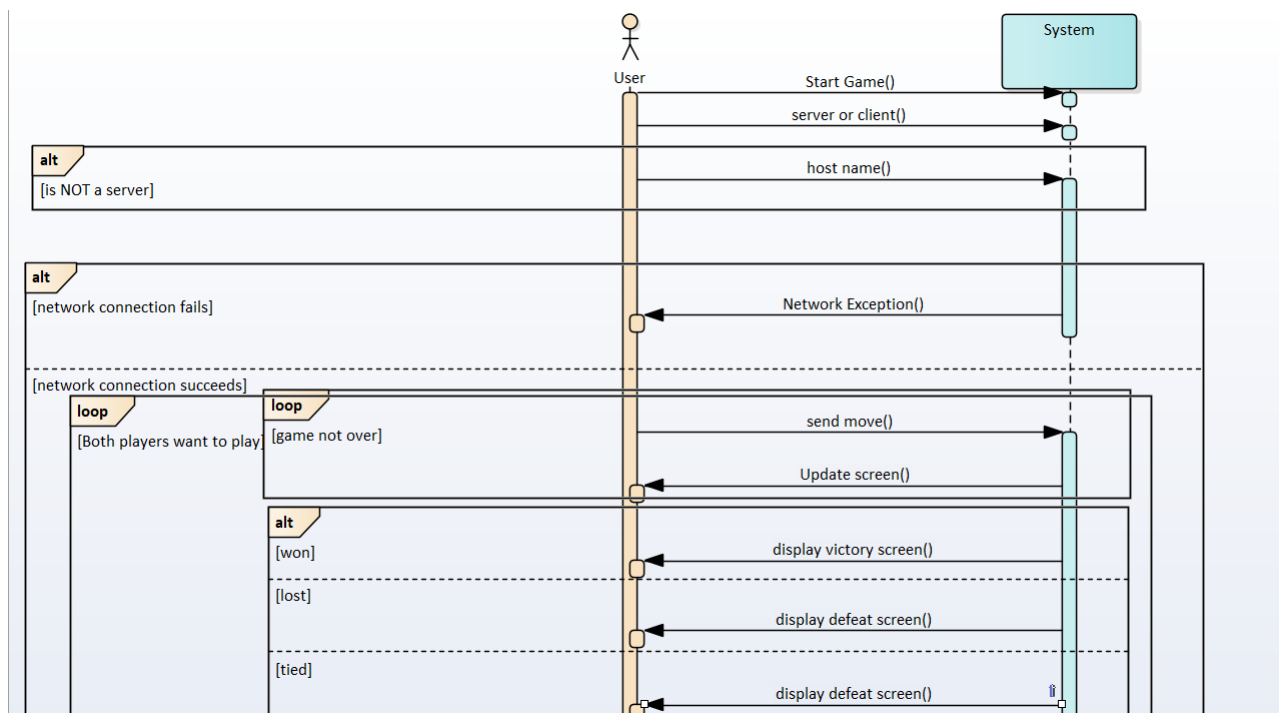 System
User
Start Game()
server or client()
alt
host name()
[is NOT a server]
alt
[network connection fails]
Network Exception()
[network connection succeeds]
loop
loop
[Both players want to play]
[game not over]
send move()
Update screen()
alt
[won]
display victory screen()
[lost]
display defeat screen()
[tied]
display defeat screen()